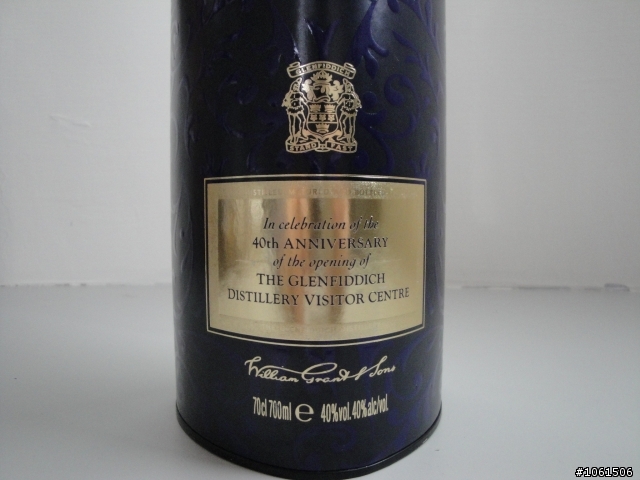 GLENFIDDICH
STAND FAST
In celebration of the
40th ANNIVERSARY
of the opening of
THE GLENFIDDICH
DISTILLERY VISITOR CENTRE
William Grant & Sons
70cl 700ml e 40%vol. 40%alc/vol.
#1061506